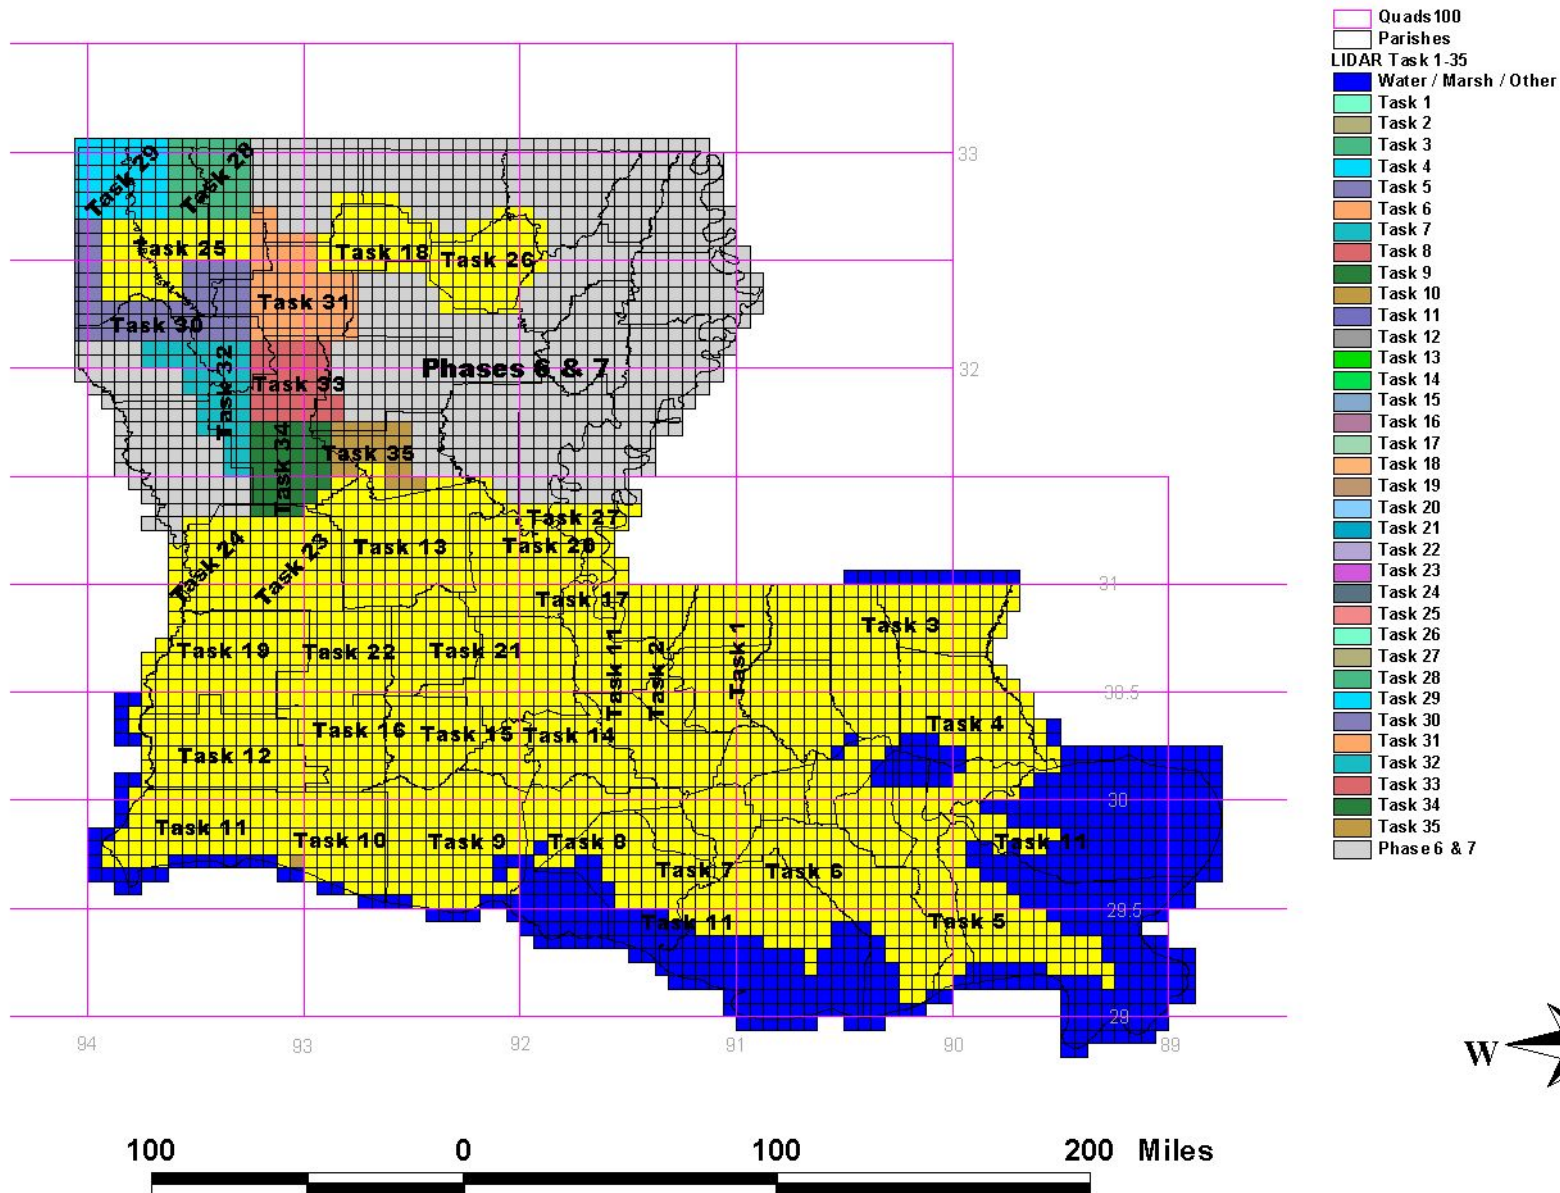 Quads100
Parishes
LIDAR Task 1-35
Water / Marsh / Other
Task 1
Task 2
Task 3
Task 4
Task 5
Task 6
Task 7
Task 8
Task 9
Task 10
Task 11
Task 12
Task 13
Task 14
Task 15
Task 16
Task 17
Task 18
Task 19
Task 20
Task 21
Task 22
Task 23
Task 24
Task 25
Task 26
Task 27
Task 28
Task 29
Task 30
Task 31
Task 32
Task 33
Task 34
Task 35
Phase 6 & 7
33
Task 29
Task 28
Task 25
Task 18
Task 26
Task 31
Task 30
Task 32
Phases 6 & 7
32
Task 33
Task 34
Task 35
Task 27
Task 24
Task 23
Task 13
Task 20
31
Task 17
Task 3
Task 19
Task 22
Task 21
Task 11
Task 2
Task 1
30.5
Task 16
Task 15
Task 14
Task 4
Task 12
30
Task 11
Task 10
Task 9
Task 8
Task 11
Task 7
Task 6
29.5
Task 11
Task 5
29
94
93
92
91
90
89
W
100
0
100
200 Miles